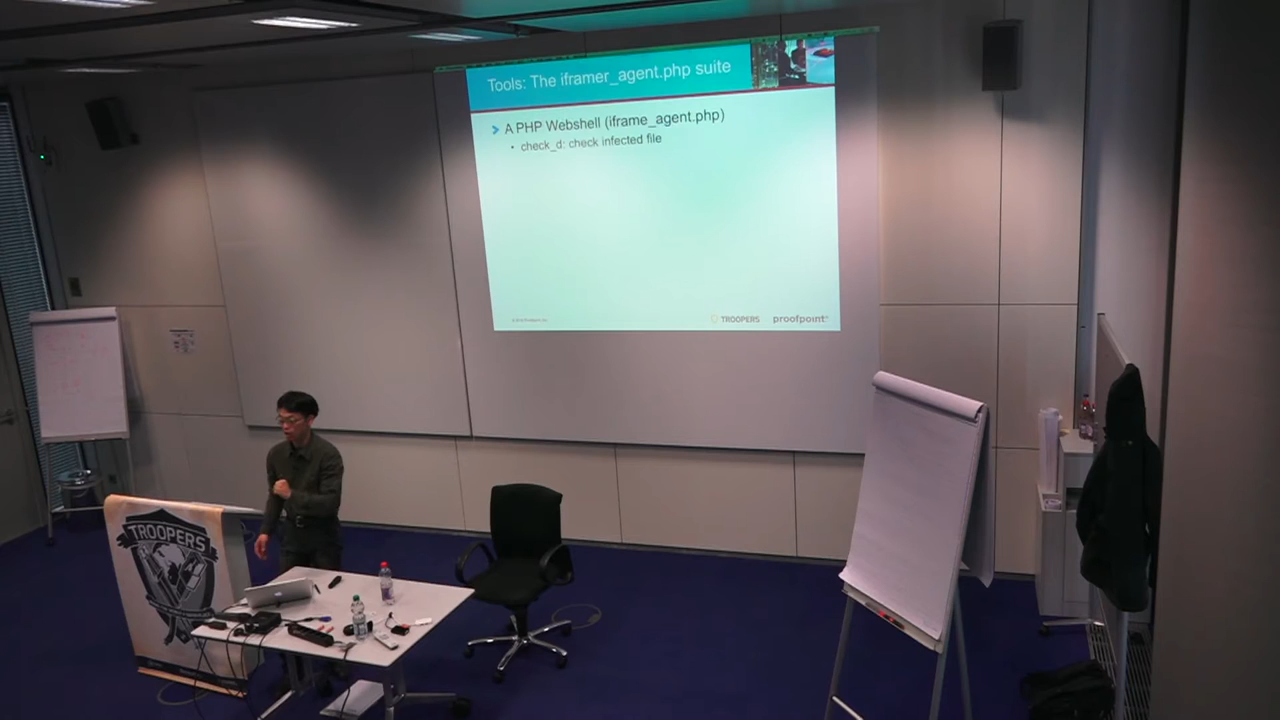 Tools: The iframer_agent.php suite
A PHP Webshell (iframe_agent.php)
check_d: check infected file
TROOPERS
proofpoint
TROOPERS